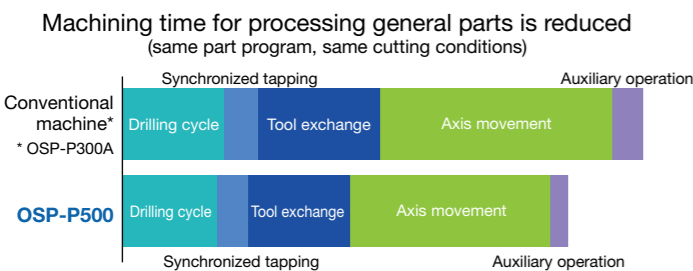 Machining time for processing general parts is reduced
(same part program, same cutting conditions)
Synchronized tapping
Auxiliary operation
Conventional
machine*
* OSP-P300A
Drilling cycle
Tool exchange
Axis movement
OSP-P500
Drilling cycle
Tool exchange
Axis movement
Synchronized tapping
Auxiliary operation